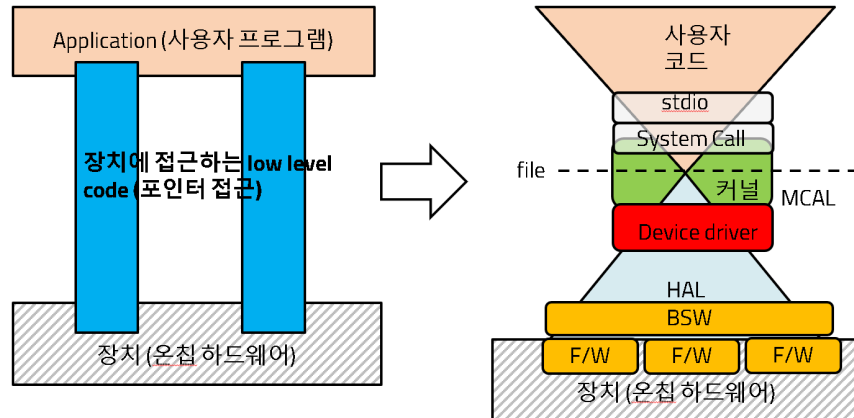 Application (사용자 프로그램)
장치에 접근하는 low level
code (포인터 접근)
장치 (온칩 하드웨어)
사용자
코드
stdio
System Call
file
커널
MCAL
Device driver
HAL
BSW
F/W
F/W
F/W
장치 (온칩 하드웨어)